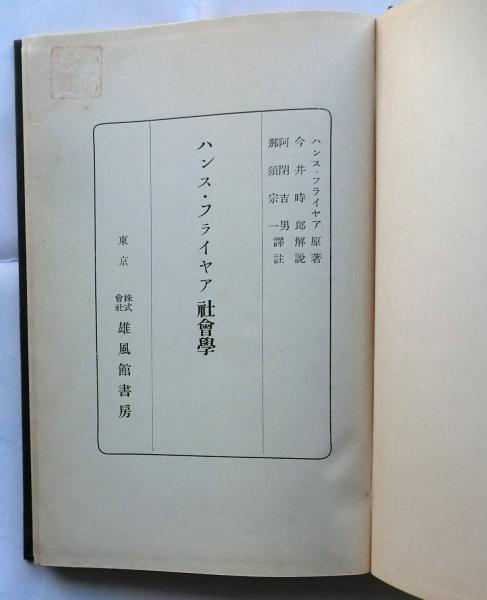 ハンス・フライヤア原著
今井時郎解説
阿閉吉男譯
那須宗一註
ハンス・フライヤア社會學
東京 株式會社 雄風館書房